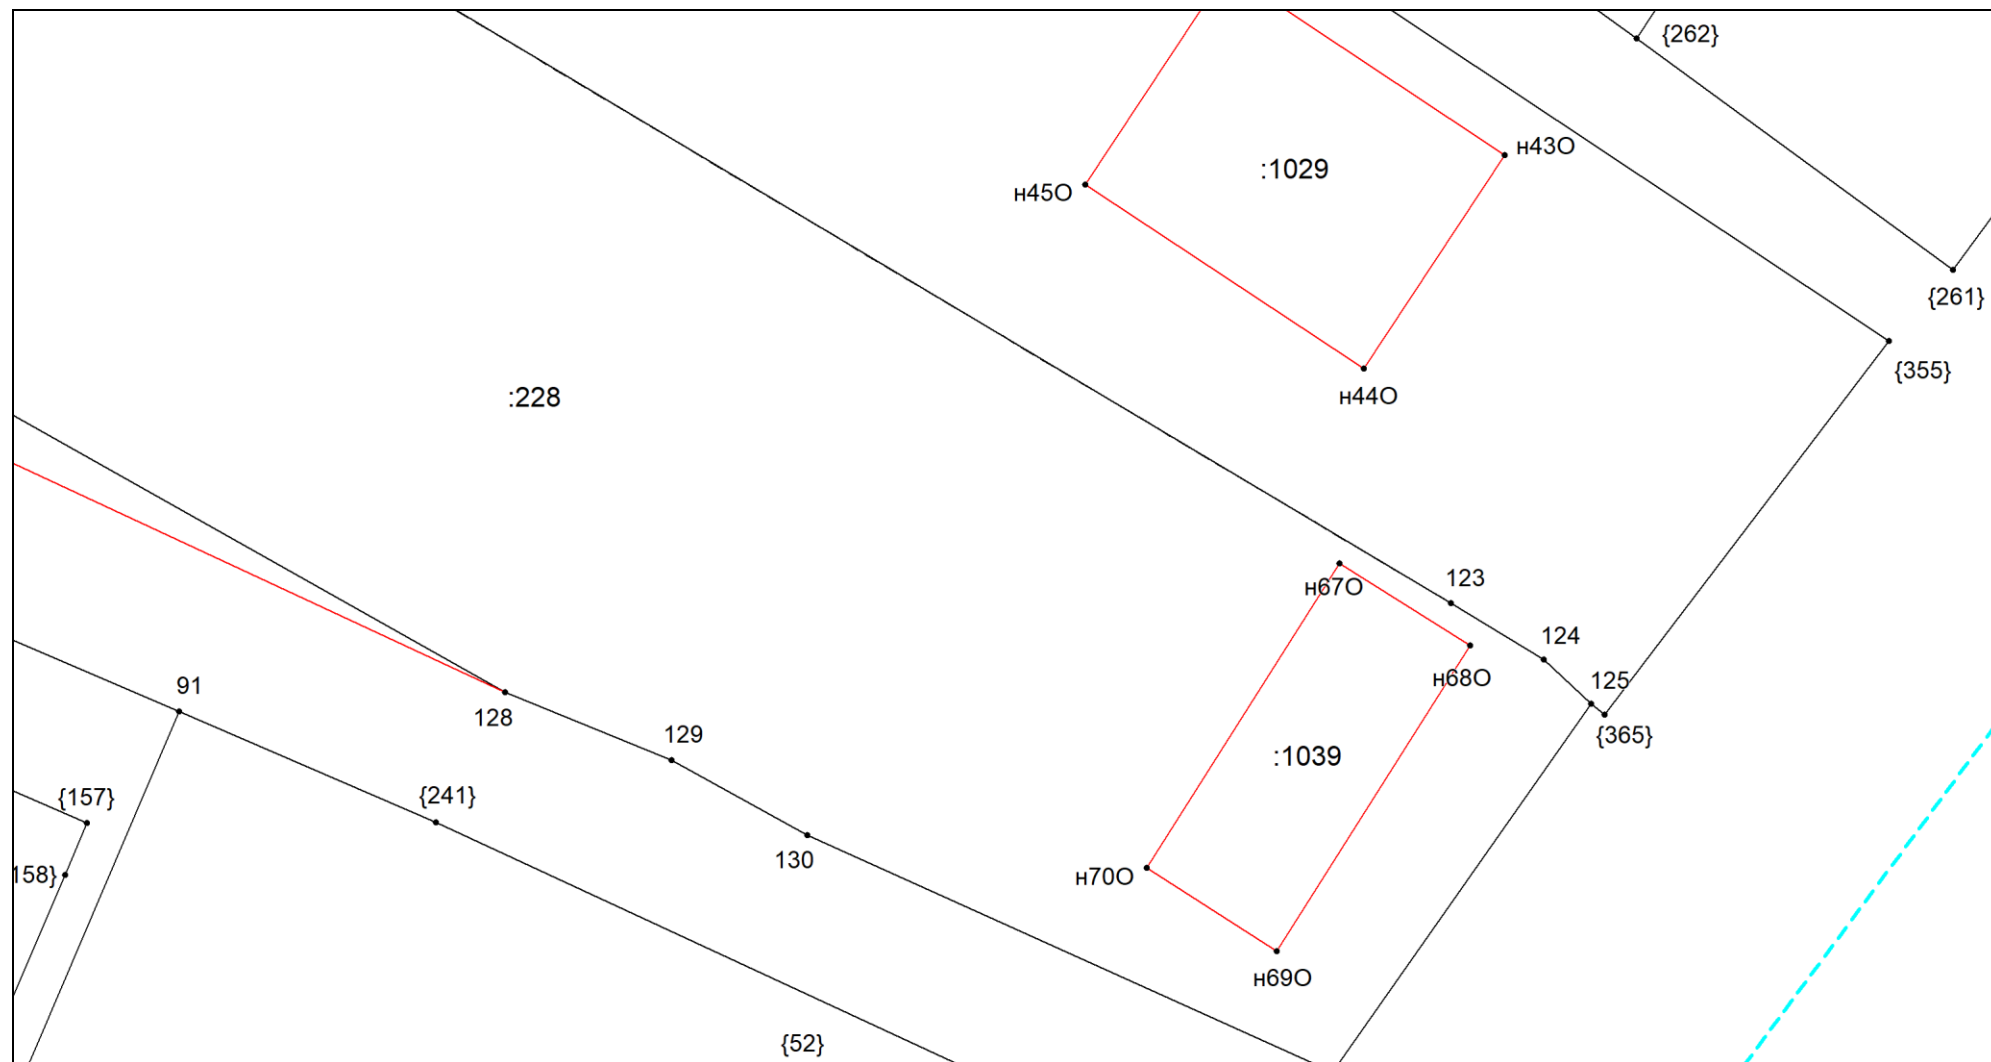 {262}
н43О
:1029
н45О
{261}
{355}
н44О
:228
123
н67О
124
н68О
125
91
128
129
{365}
:1039
{157}
{241}
130
158}
н70О
н69О
{52}